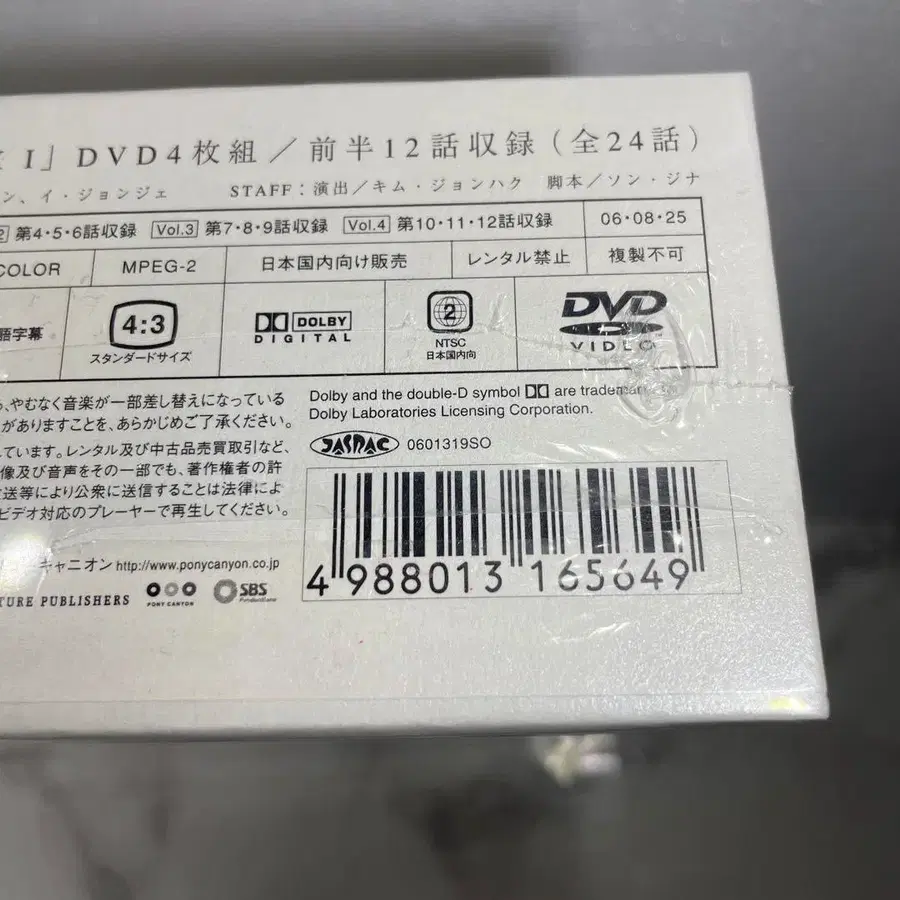 I」DVD4枚組／前半12話収録（全24話）
ン、イ・ジョンジェ STAFF：演出／キム・ジョンハク 脚本／ソン・ジナ
2 第4・5・6話収録 Vol.3 第7・8・9話収録 Vol.4 第10・11・12話収録 06・08・25
COLOR MPEG-2 日本国内向け販売 レンタル禁止 複製不可
語字幕 4:3 スタンダードサイズ DOLBY DIGITAL 2 NTSC 日本国内向 DVD VIDEO
、やむなく音楽が一部差し替えになっている
がありますことを、あらかじめご了承ください。
しています。レンタル及び中古品売買取引など、
像及び音声をその一部でも、著作権者の許
送等により公衆に送信することは法律によ
ビデオ対応のプレーヤーで再生してください。
Dolby and the double-D symbol are trademarks of
Dolby Laboratories Licensing Corporation.
JASRAC 0601319SO
4 988013 165649
キャニオン http://www.ponycanyon.co.jp
TURE PUBLISHERS PONY CANYON SBS